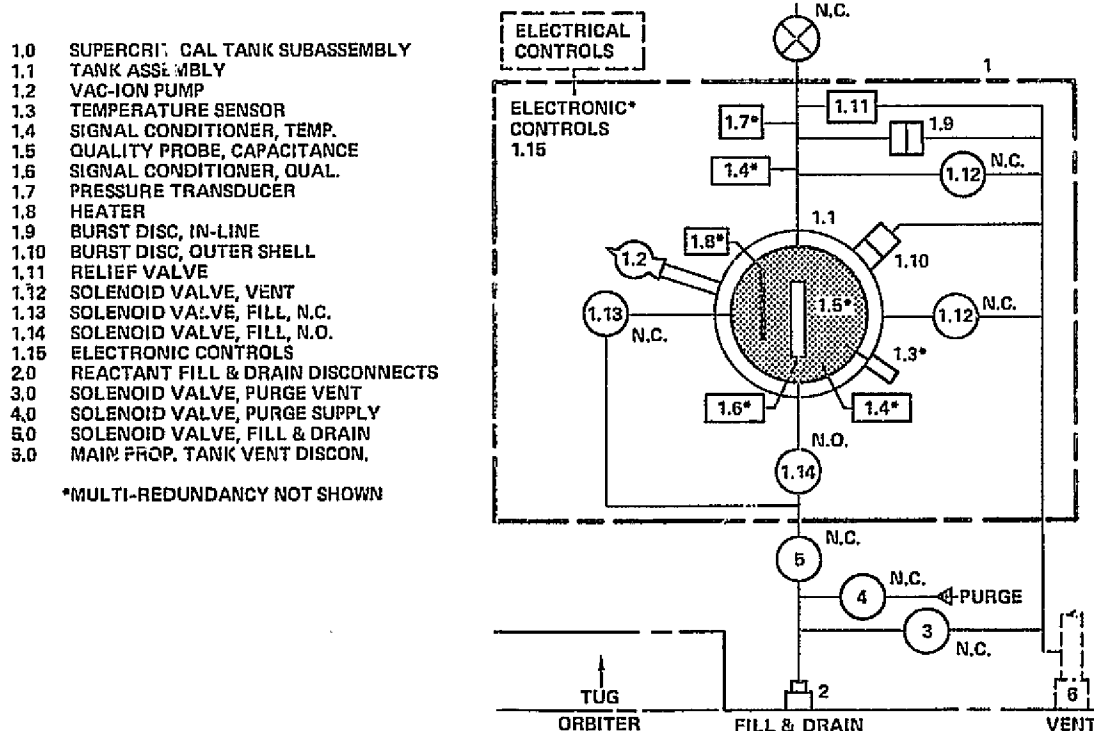 1.0 SUPERCRIT. CAL TANK SUBASSEMBLY
1.1 TANK ASSEMBLY
1.2 VAC-ION PUMP
1.3 TEMPERATURE SENSOR
1.4 SIGNAL CONDITIONER, TEMP.
1.5 QUALITY PROBE, CAPACITANCE
1.6 SIGNAL CONDITIONER, QUAL.
1.7 PRESSURE TRANSDUCER
1.8 HEATER
1.9 BURST DISC, IN-LINE
1.10 BURST DISC, OUTER SHELL
1.11 RELIEF VALVE
1.12 SOLENOID VALVE, VENT
1.13 SOLENOID VALVE, FILL, N.C.
1.14 SOLENOID VALVE, FILL, N.O.
1.15 ELECTRONIC CONTROLS
2.0 REACTANT FILL & DRAIN DISCONNECTS
3.0 SOLENOID VALVE, PURGE VENT
4.0 SOLENOID VALVE, PURGE SUPPLY
5.0 SOLENOID VALVE, FILL & DRAIN
3.0 MAIN PROP. TANK VENT DISCON.
*MULTI-REDUNDANCY NOT SHOWN
N.C.
ELECTRICAL
CONTROLS
1
ELECTRONIC*
CONTROLS
1.15
1.7*
1.11
1.9
1.4*
N.C.
1.12
1.1
1.8*
1.2
1.10
1.13
N.C.
1.5*
N.C.
1.12
1.3*
1.6*
1.4*
N.O.
1.14
N.C.
5
N.C.
4
PURGE
3
N.C.
TUG
2
6
ORBITER
FILL & DRAIN
VENT